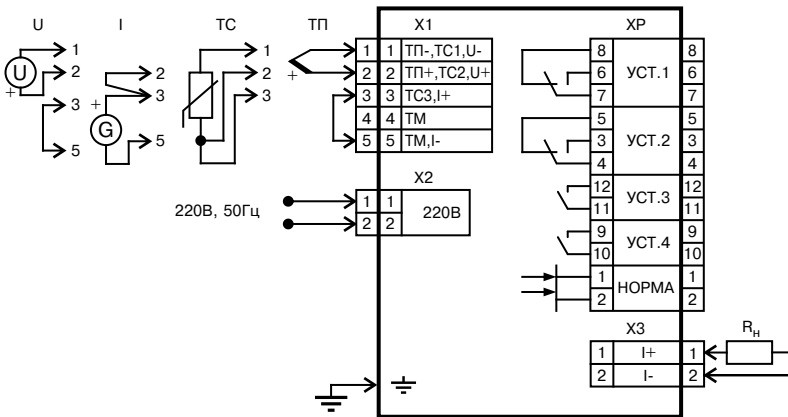 U I ТС ТП X1 XP
1 2 + U
3 5
2 3 + G 5
1 2 3
+
1 1 ТП-,ТС1,U-
2 2 ТП+,ТС2,U+
3 3 ТС3,I+
4 4 ТМ
5 5 ТМ,I-
X2
220В, 50Гц
1 1 220В
2 2
8 УСТ.1 8
6 6
7 7
5 УСТ.2 5
3 3
4 4
12 УСТ.3 12
11 11
9 УСТ.4 9
10 10
1 НОРМА 1
2 2
X3 Rн
1 I+ 1
2 I- 2